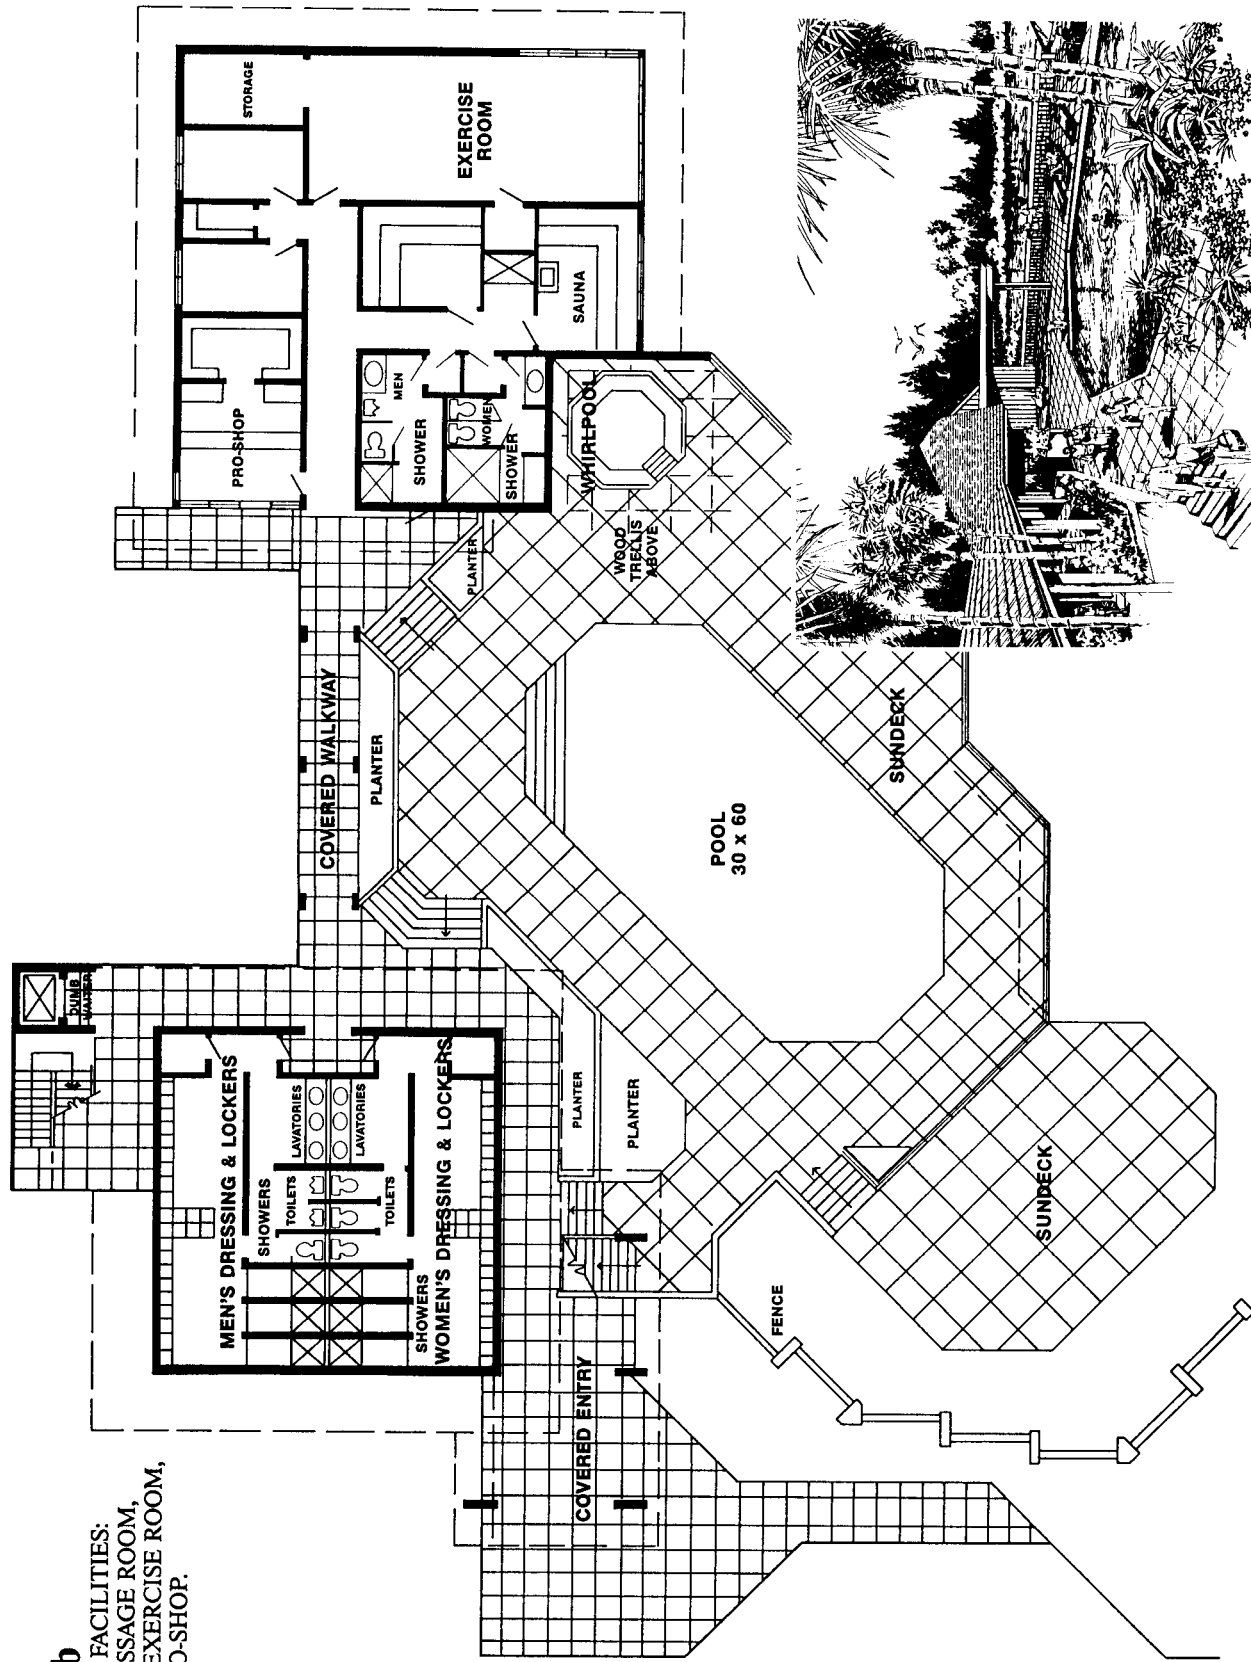 b
FACILITIES:
SSAGE ROOM,
EXERCISE ROOM,
O-SHOP.
STORAGE
EXERCISE
ROOM
PRO-SHOP
SAUNA
MEN
SHOWER
WOMEN
SHOWER
WHIRLPOOL
WOOD
TRELLIS
ABOVE
PLANTER
COVERED WALKWAY
PLANTER
POOL
30 x 60
SUNDECK
DUMB
WAITER
MEN'S DRESSING & LOCKERS
LAVATORIES
LAVATORIES
SHOWERS
TOILETS
TOILETS
SHOWERS
WOMEN'S DRESSING & LOCKERS
PLANTER
PLANTER
SUNDECK
FENCE
COVERED ENTRY